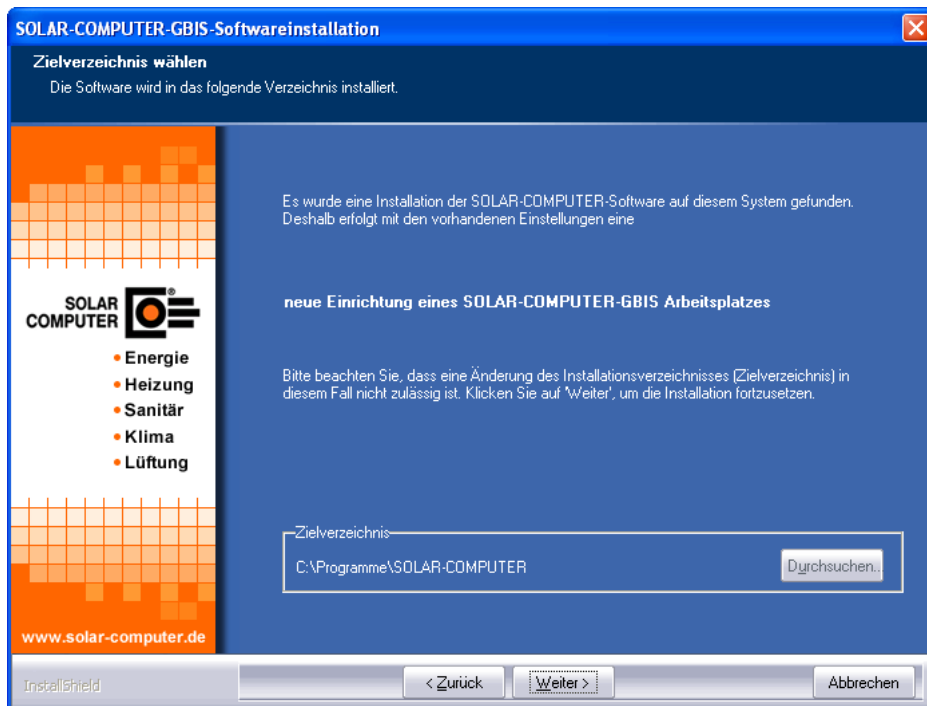 SOLAR-COMPUTER-GBIS-Softwareinstallation
Zielverzeichnis wählen
Die Software wird in das folgende Verzeichnis installiert.
Es wurde eine Installation der SOLAR-COMPUTER-Software auf diesem System gefunden.
Deshalb erfolgt mit den vorhandenen Einstellungen eine
neue Einrichtung eines SOLAR-COMPUTER-GBIS Arbeitsplatzes
Bitte beachten Sie, dass eine Änderung des Installationsverzeichnisses (Zielverzeichnis) in
diesem Fall nicht zulässig ist. Klicken Sie auf 'Weiter', um die Installation fortzusetzen.
SOLAR
COMPUTER ®
• Energie
• Heizung
• Sanitär
• Klima
• Lüftung
www.solar-computer.de
Zielverzeichnis
C:\Programme\SOLAR-COMPUTER
Durchsuchen..
InstallShield
< Zurück
Weiter >
Abbrechen